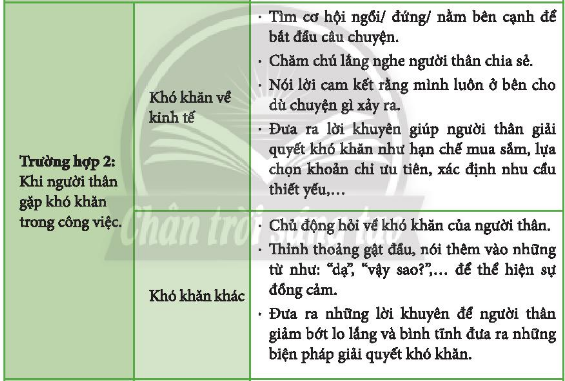 Trường hợp 2:
Khi người thân
gặp khó khăn
trong công việc.
Khó khăn về
kinh tế
· Tìm cơ hội ngồi/ đứng/ nằm bên cạnh để
bắt đầu câu chuyện.
· Chăm chú lắng nghe người thân chia sẻ.
· Nói lời cam kết rằng mình luôn ở bên cho
dù chuyện gì xảy ra.
· Đưa ra lời khuyên giúp người thân giải
quyết khó khăn như hạn chế mua sắm, lựa
chọn khoản chi ưu tiên, xác định nhu cầu
thiết yếu,…
Khó khăn khác
· Chủ động hỏi về khó khăn của người thân.
· Thỉnh thoảng gật đầu, nói thêm vào những
từ như: “dạ”, “vậy sao?”,… để thể hiện sự
đồng cảm.
· Đưa ra những lời khuyên để người thân
giảm bớt lo lắng và bình tĩnh đưa ra những
biện pháp giải quyết khó khăn.
Chân trời sáng tạo